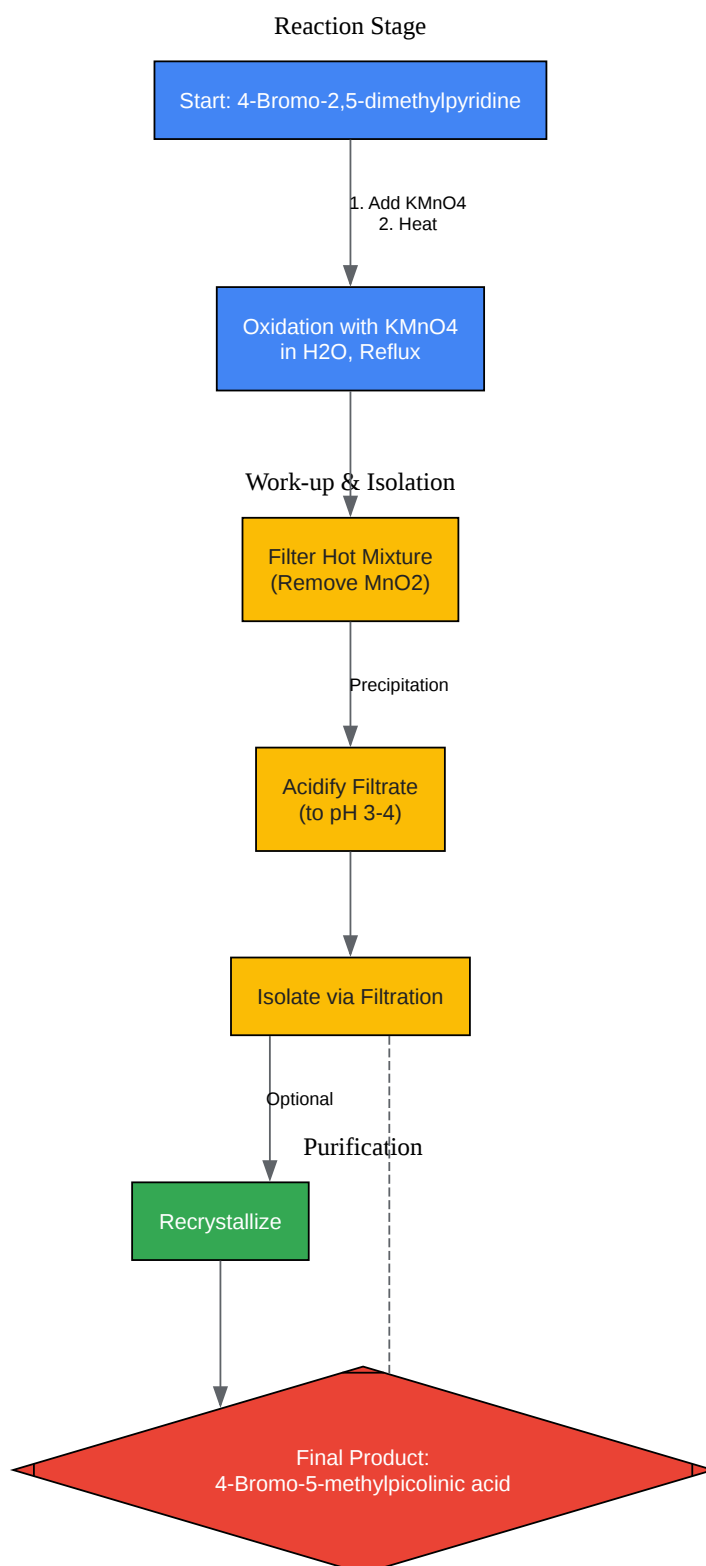 Reaction Stage
Start: 4-Bromo-2,5-dimethylpyridine
1. Add KMnO4
2. Heat
Oxidation with KMnO4
in H2O, Reflux
Work-up & Isolation
Filter Hot Mixture
(Remove MnO2)
Precipitation
Acidify Filtrate
(to pH 3-4)
Isolate via Filtration
Optional
Purification
Recrystallize
Final Product:
4-Bromo-5-methylpicolinic acid